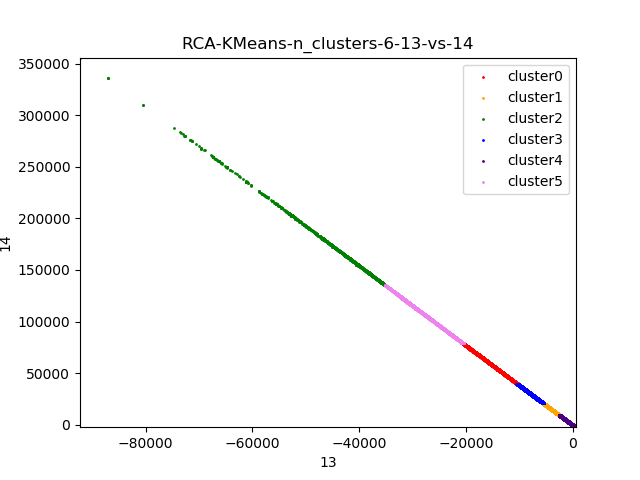 RCA-KMeans-n_clusters-6-13-vs-14
350000
300000
250000
200000
150000
100000
50000
0
14
cluster0
cluster1
cluster2
cluster3
cluster4
cluster5
−80000 −60000 −40000 −20000 0
13